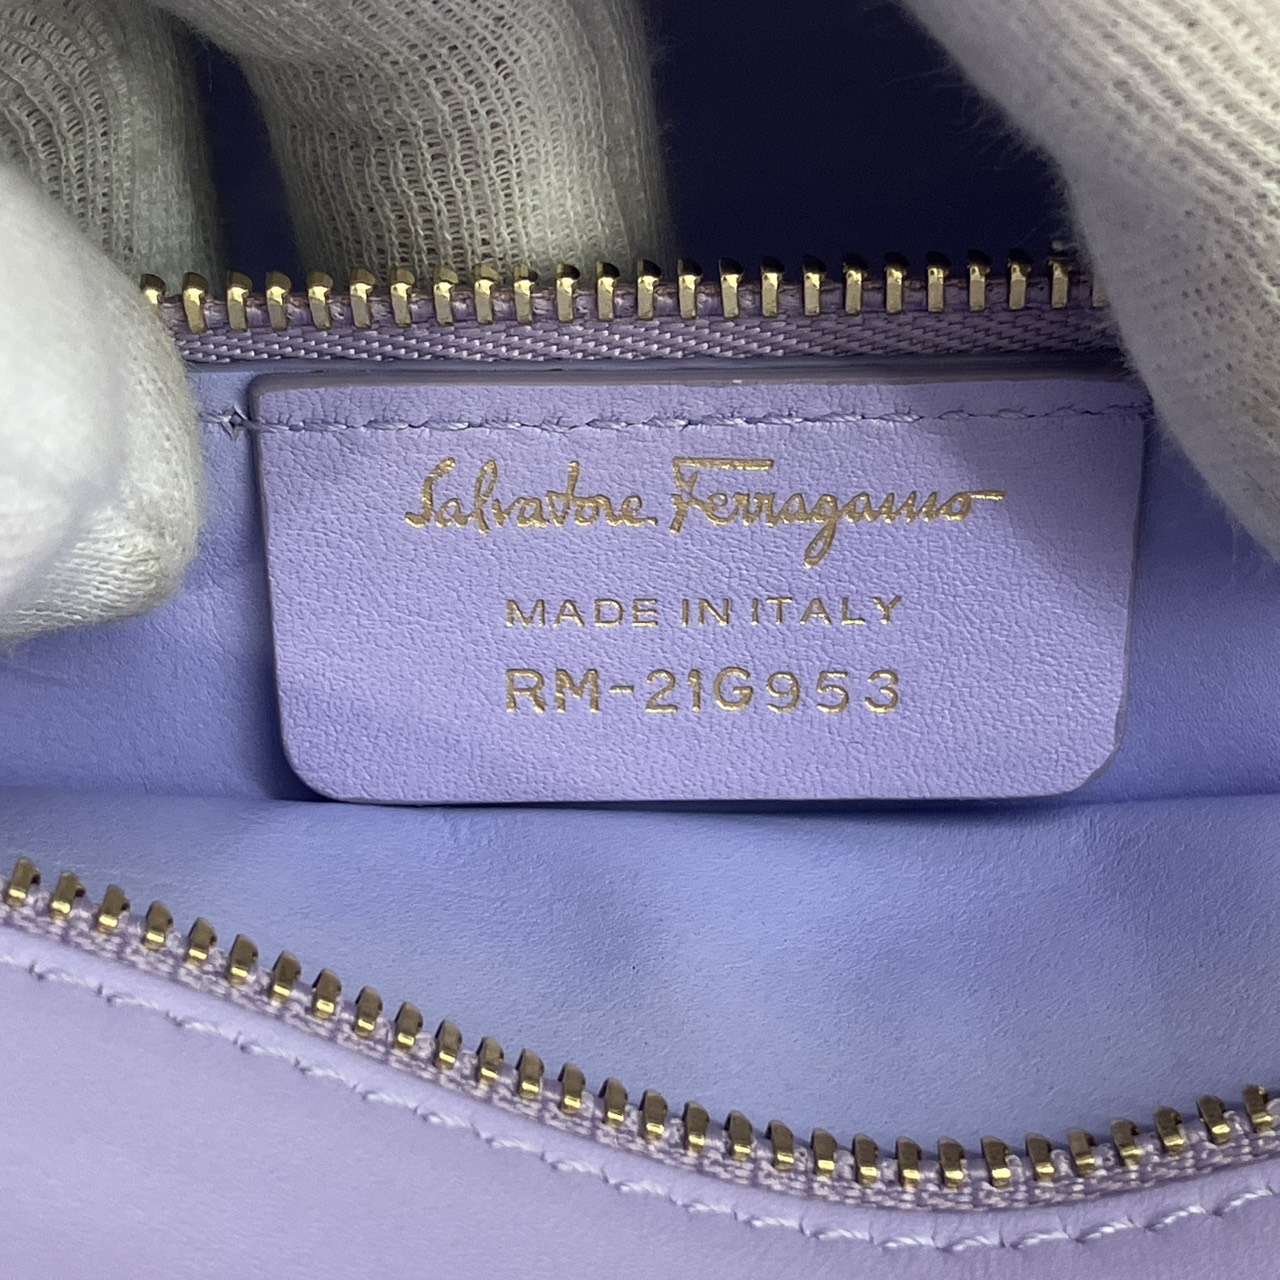 Salvatore Ferragamo
MADE IN ITALY
RM-21G953